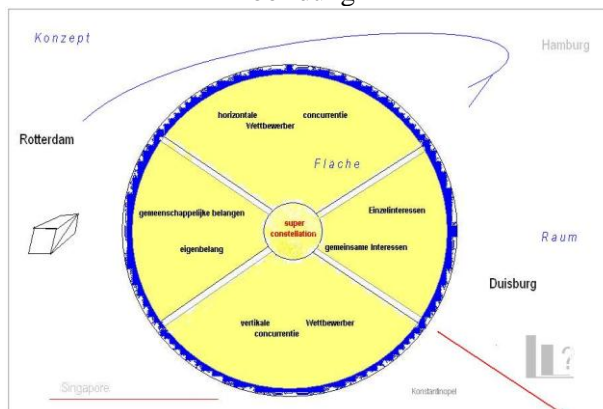 Konzept
Hamburg
horizontale concurrentie
Wettbewerber
Rotterdam
Flache
gemeenschappelijke belangen
Einzelinteressen
super
constellation
eigenbelang
gemeinsame Interessen
Raum
Duisburg
vertikale Wettbewerber
concurrentie
?
Singapore
Konstantinopel